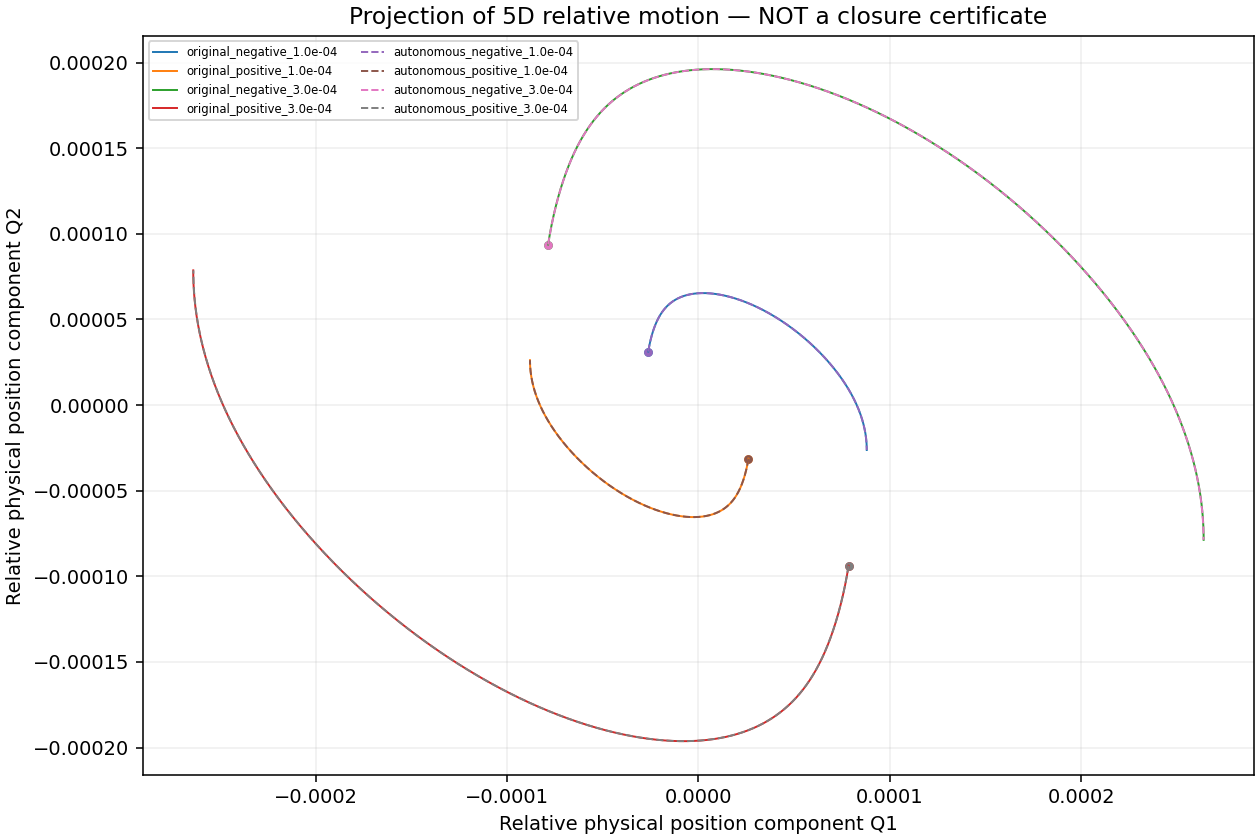 Projection of 5D relative motion — NOT a closure certificate
original_negative_1.0e-04
original_positive_1.0e-04
original_negative_3.0e-04
original_positive_3.0e-04
autonomous_negative_1.0e-04
autonomous_positive_1.0e-04
autonomous_negative_3.0e-04
autonomous_positive_3.0e-04
Relative physical position component Q2
0.00020
0.00015
0.00010
0.00005
0.00000
−0.00005
−0.00010
−0.00015
−0.00020
−0.0002
−0.0001
0.0000
0.0001
0.0002
Relative physical position component Q1